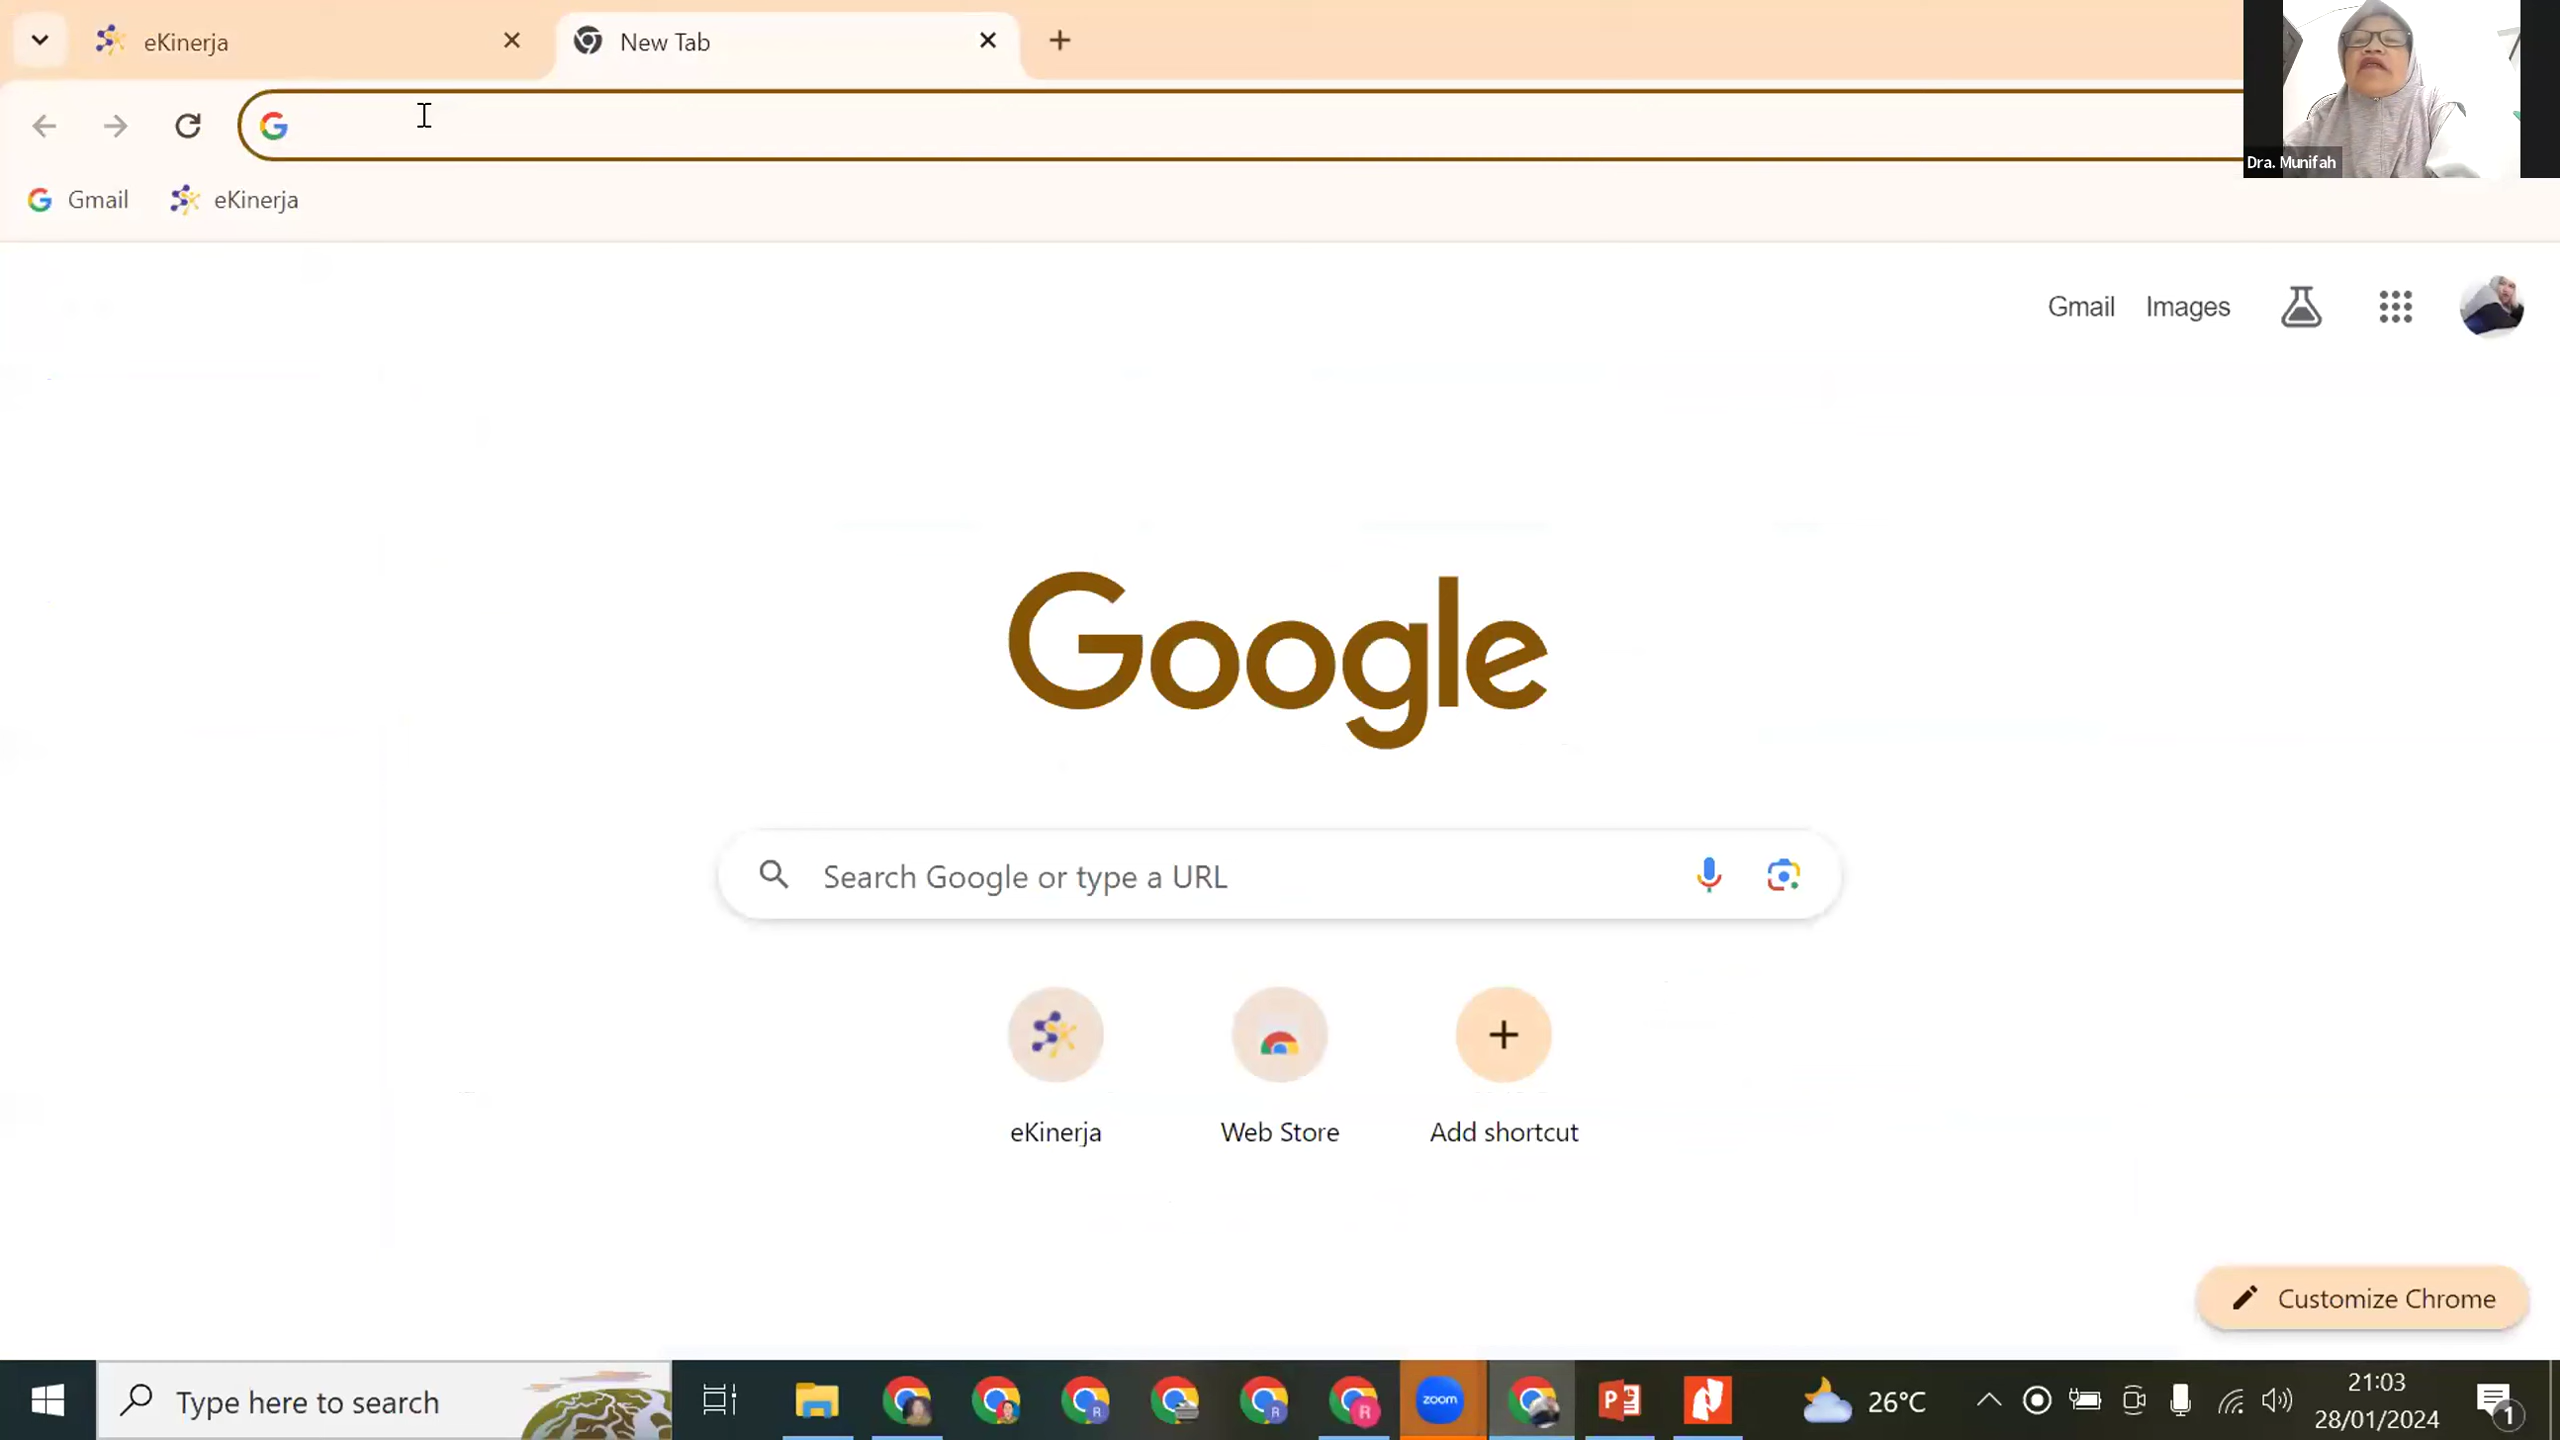 eKinerja
New Tab
Gmail
eKinerja
Dra. Munifah
Gmail
Images
Google
Search Google or type a URL
eKinerja
Web Store
Add shortcut
Customize Chrome
Type here to search
zoom
26°C
21:03
28/01/2024
1